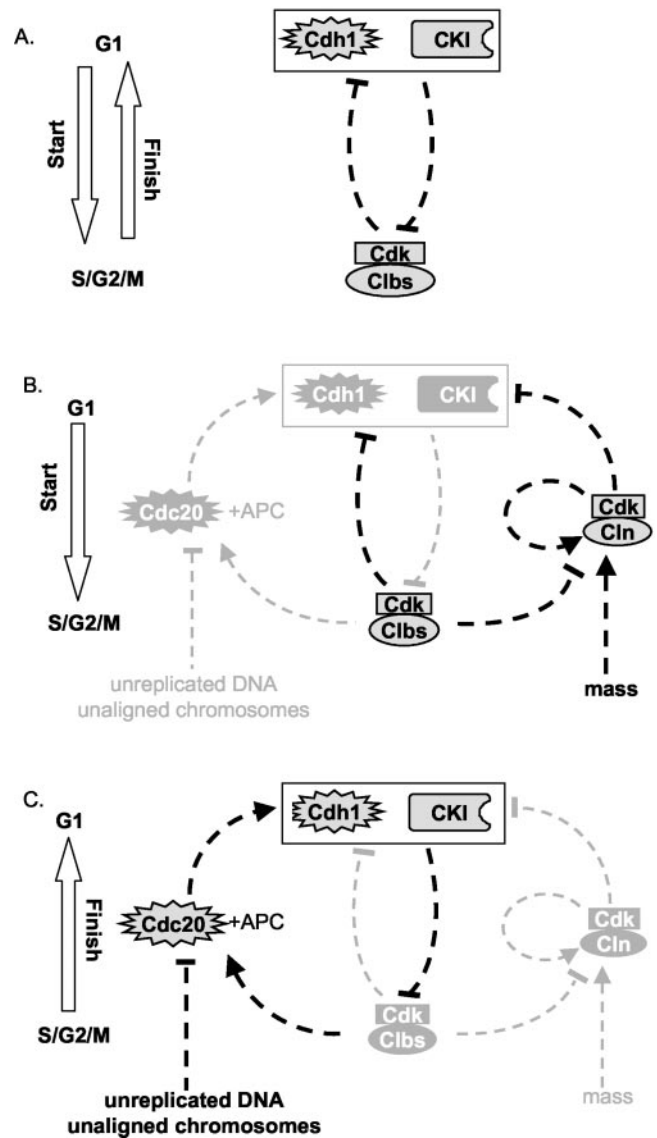 A.
G1
Start
Finish
S/G2/M
Cdh1
CKI
Cdk
Clbs
B.
G1
Start
S/G2/M
Cdh1
CKI
Cdc20
+APC
Cdk
Cln
Cdk
Clbs
unreplicated DNA
unaligned chromosomes
mass
C.
G1
Finish
S/G2/M
Cdh1
CKI
Cdc20
+APC
Cdk
Cln
Cdk
Clbs
unreplicated DNA
unaligned chromosomes
mass